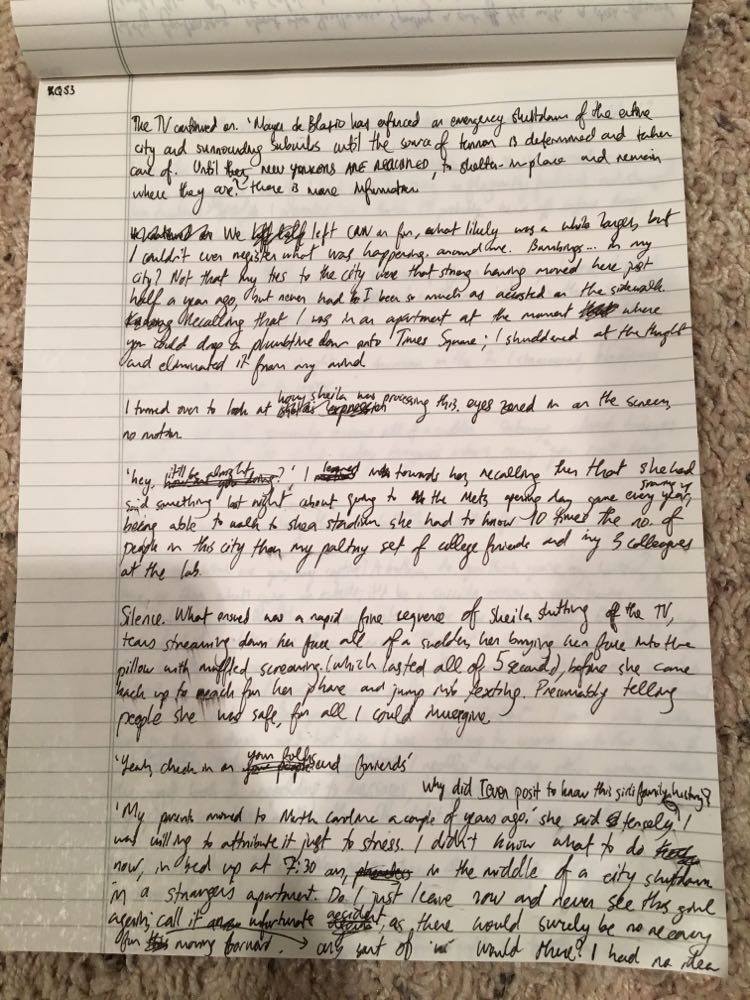 KQS3
The TV continued on. 'Mayor de Blasio has enforced an emergency shutdown of the entire
city and surrounding suburbs until the source of terror is determined and taken
care of. Until then, NEW YORKERS ARE REQUIRED, to shelter-in-place and remain
where they are.' there is more information
We left CNN on for, what likely was a while longer, but
I couldn't even register what was happening around me. Bombings... in my
city? Not that my ties to the city were that strong having moved here just
half a year ago, but never had I been so much as accosted on the sidewalk.
Recalling that I was in an apartment at the moment where
you could drop a plumbline down onto Times Square; I shuddered at the thought
and eliminated it from my mind.
I turned over to look at how sheila was processing this. eyes zoned in on the screen,
no motion.
'hey, it'll be alright' I leaned towards her, recalling then that she had
said something last night about going to the Mets opening day game every year, growing up
being able to walk to shea stadium she had to know 10 times the no. of
people in this city than my paltry set of college friends and my 5 colleagues
at the lab.
Silence. What ensued was a rapid fire sequence of Sheila shutting off the TV,
tears streaming down her face all of a sudden, her burying her face into the
pillow with muffled screaming (which lasted all of 5 seconds), before she came
back up to reach for her phone and jump into texting. Presumably telling
people she was safe, for all I could imagine.
'Yeah, check in on your folks and friends'
Why did I even posit to know this girl's family history?
'My parents moved to North Carolina a couple of years ago,' she said tensely. I
was willing to attribute it just to stress. I didn't know what to do
now, in bed up at 7:30 am, in the middle of a city shutdown
in a stranger's apartment. Do I just leave now and never see this girl
again, call it unfortunate accident, as there would surely be no recovery
for moving forward. any sort of would there? I had no idea